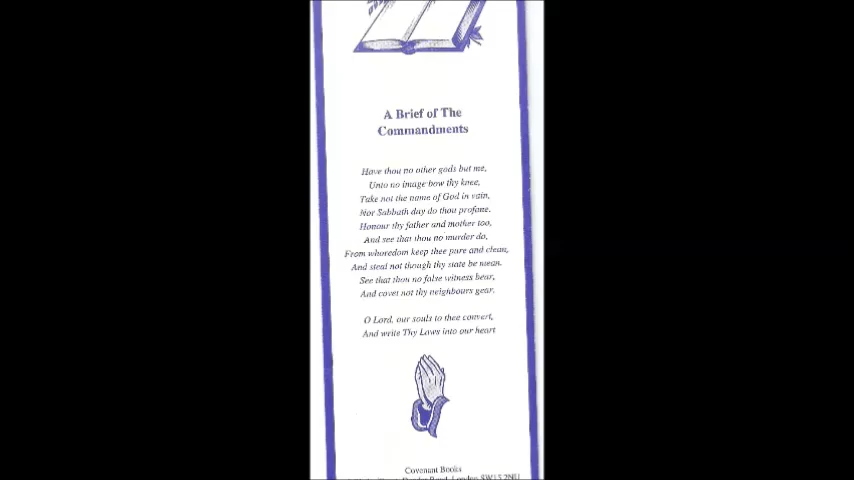 A Brief of The
Commandments
Have thou no other gods but me,
Unto no image bow thy knee,
Take not the name of God in vain,
Nor Sabbath day do thou profane.
Honour thy father and mother too,
And see that thou no murder do,
From whoredom keep thee pure and clean,
And steal not though thy state be mean.
See that thou no false witness bear,
And covet not thy neighbours gear.
O Lord, our souls to thee convert,
And write Thy Laws into our heart
Covenant Books
Road, London SW15 2NU